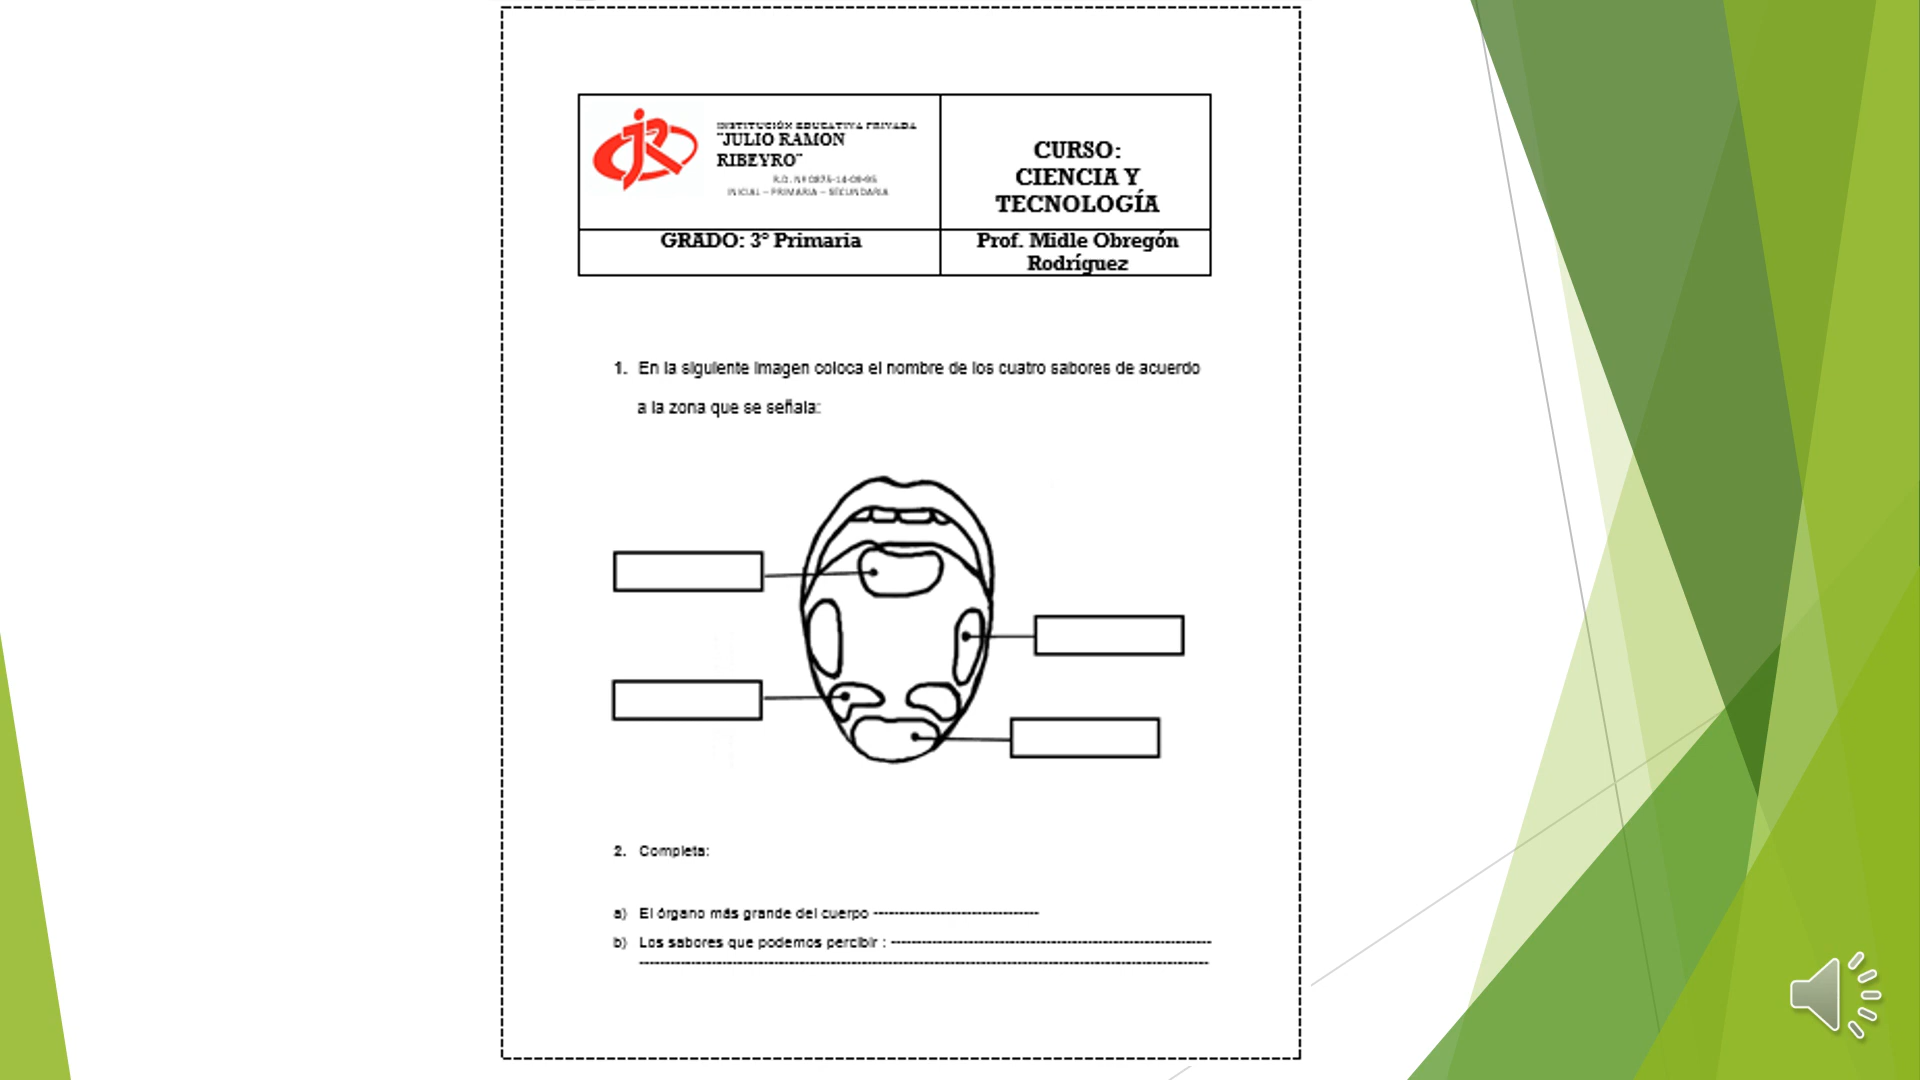 INSTITUCIÓN EDUCATIVA PRIVADA
"JULIO RAMON
RIBEYRO"
INICIAL – PRIMARIA – SECUNDARIA
CURSO:
CIENCIA Y
TECNOLOGÍA
GRADO: 3° Primaria
Prof. Midle Obregón
Rodríguez
1. En la siguiente imagen coloca el nombre de los cuatro sabores de acuerdo
a la zona que se señala:
2. Completa:
a) El órgano más grande del cuerpo --------------------------------
b) Los sabores que podemos percibir : ----------------------------------------------------------------
------------------------------------------------------------------------------------------------------------------